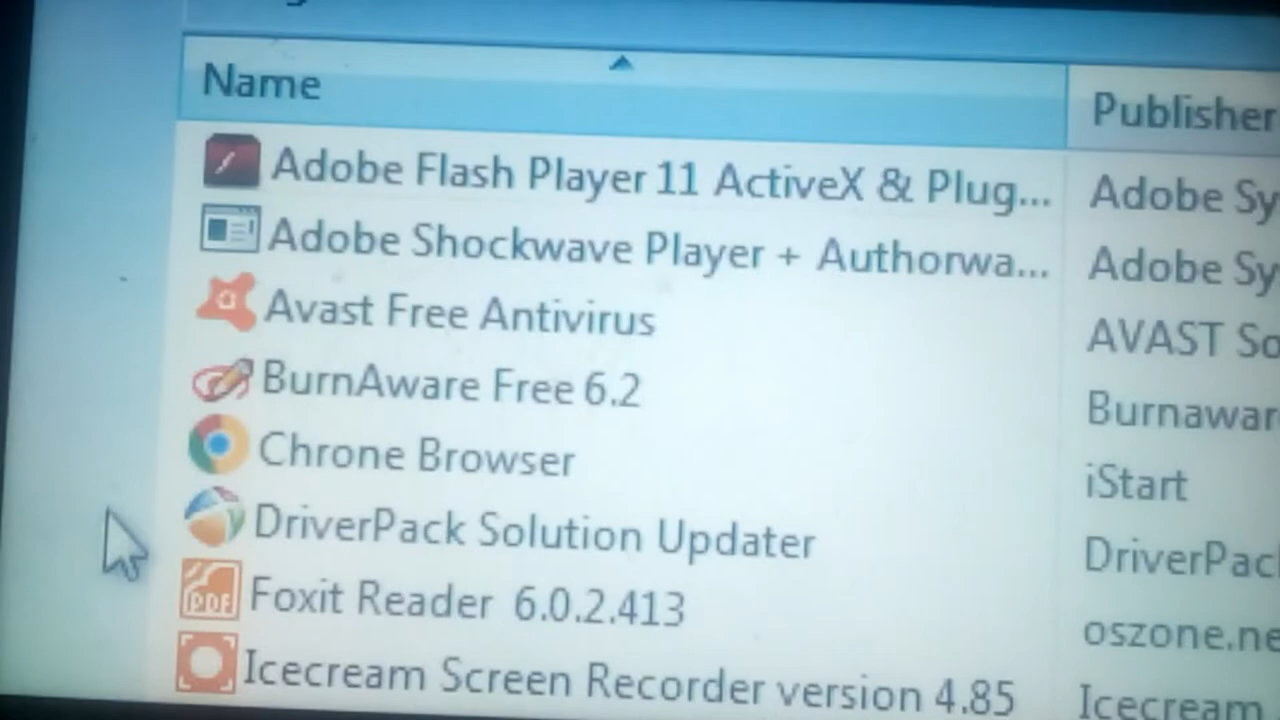 Name Publisher
Adobe Flash Player 11 ActiveX & Plug... Adobe Sy
Adobe Shockwave Player + Authorwa... Adobe Sy
Avast Free Antivirus AVAST So
BurnAware Free 6.2 Burnawar
Chrone Browser iStart
DriverPack Solution Updater DriverPac
Foxit Reader 6.0.2.413 oszone.ne
Icecream Screen Recorder version 4.85 Icecream